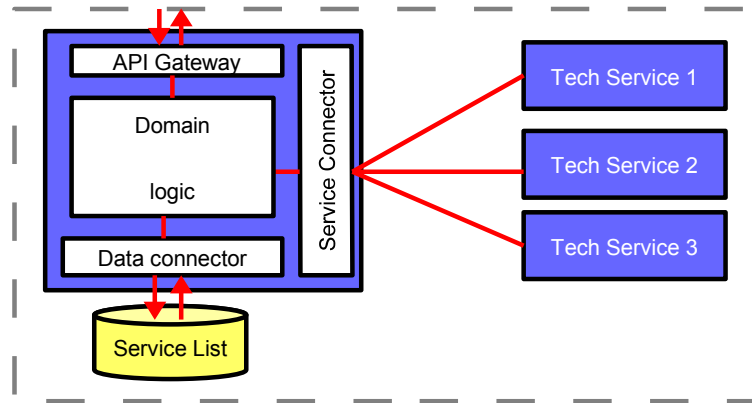 API Gateway
Domain
logic
Data connector
Service Connector
Service List
Tech Service 1
Tech Service 2
Tech Service 3